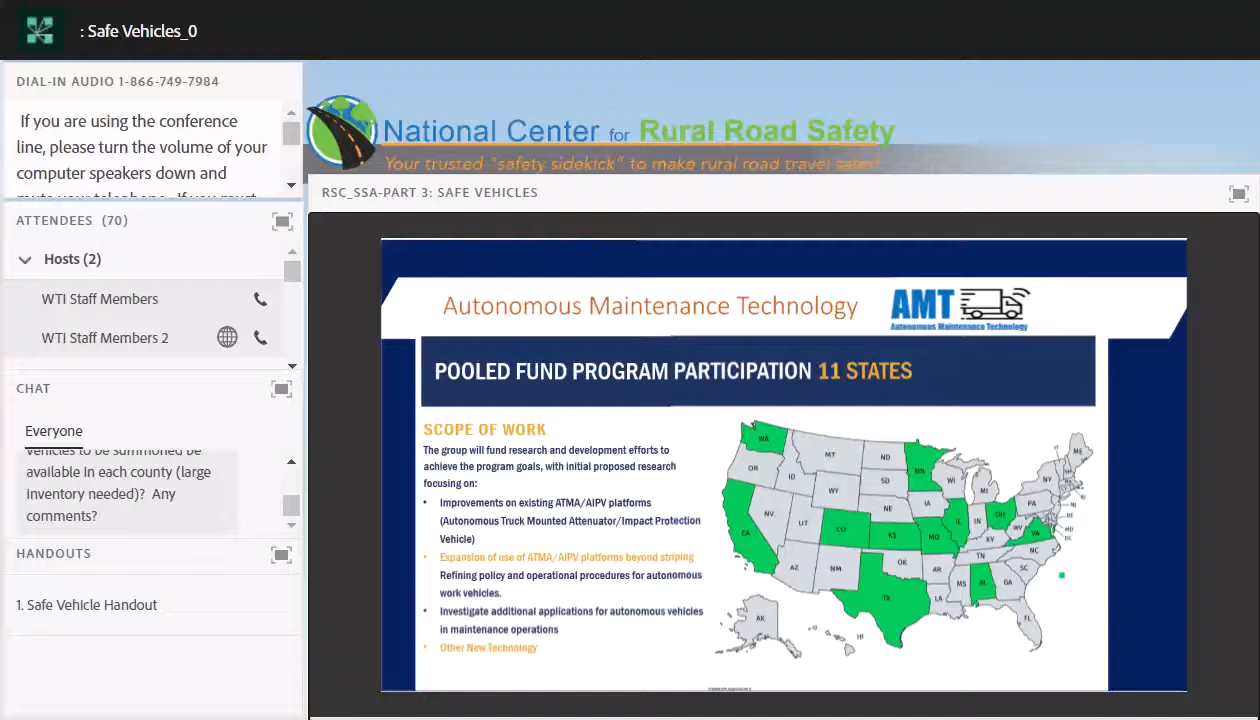 : Safe Vehicles_0
DIAL-IN AUDIO 1-866-749-7984
If you are using the conference
line, please turn the volume of your
computer speakers down and
ATTENDEES (70)
Hosts (2)
WTI Staff Members
WTI Staff Members 2
CHAT
Everyone
vehicles to be summoned be
available in each county (large
inventory needed)? Any
comments?
HANDOUTS
1. Safe Vehicle Handout
National Center for Rural Road Safety
Your trusted "safety sidekick" to make rural road travel safer!
RSC_SSA-PART 3: SAFE VEHICLES
Autonomous Maintenance Technology
AMT
Autonomous Maintenance Technology
POOLED FUND PROGRAM PARTICIPATION 11 STATES
SCOPE OF WORK
The group will fund research and development efforts to
achieve the program goals, with initial proposed research
focusing on:
• Improvements on existing ATMA/AIPV platforms
(Autonomous Truck Mounted Attenuator/Impact Protection
Vehicle)
• Expansion of use of ATMA/AIPV platforms beyond striping
Refining policy and operational procedures for autonomous
work vehicles.
• Investigate additional applications for autonomous vehicles
in maintenance operations
• Other New Technology
WA
MT
ND
MN
ME
OR
ID
SD
WI
MI
NY
WY
IA
PA
NE
NV
UT
IL
IN
OH
CA
CO
KS
MO
WV
VA
KY
NC
TN
AZ
NM
OK
AR
SC
MS
AL
GA
TX
LA
FL
AK
HI